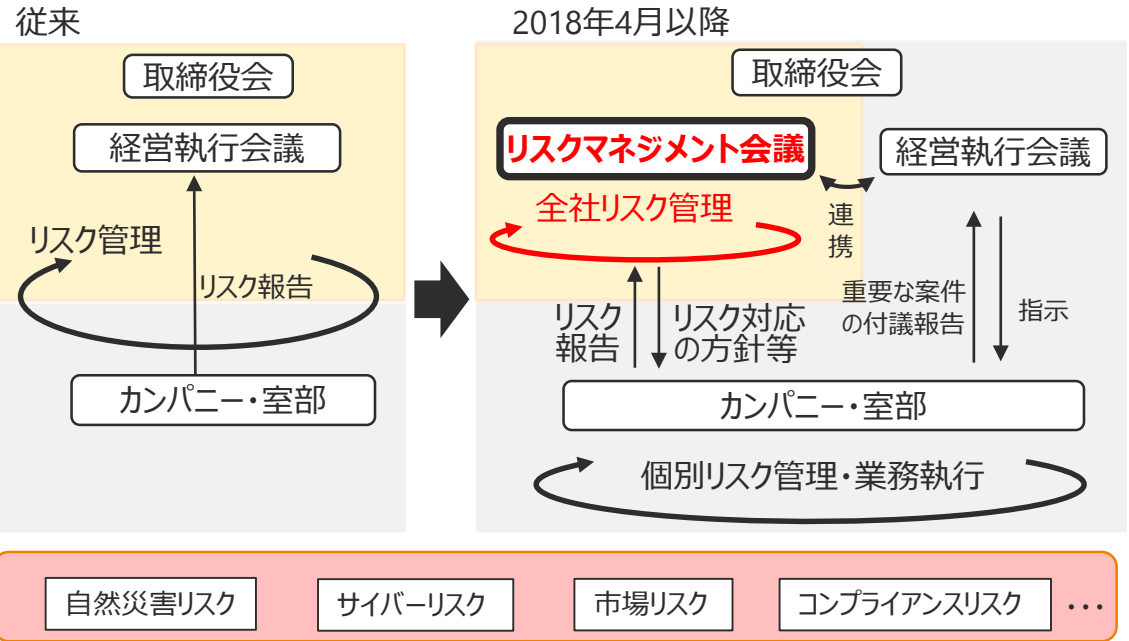 従来
取締役会
経営執行会議
リスク管理
リスク報告
カンパニー・室部
2018年4月以降
取締役会
リスクマネジメント会議
経営執行会議
全社リスク管理
連
携
リスク
報告
リスク対応
の方針等
重要な案件
の付議報告
指示
カンパニー・室部
個別リスク管理・業務執行
自然災害リスク
サイバーリスク
市場リスク
コンプライアンスリスク
…